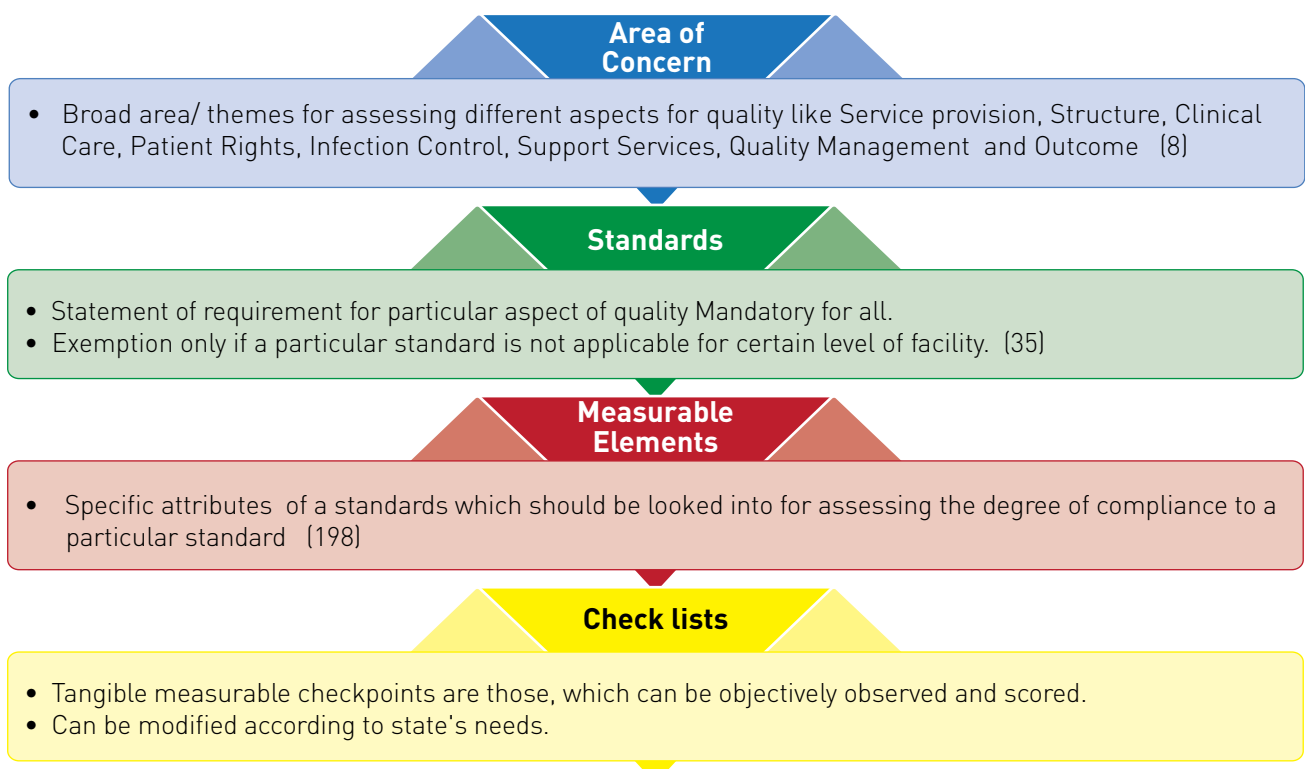 Area of
Concern
• Broad area/ themes for assessing different aspects for quality like Service provision, Structure, Clinical
Care, Patient Rights, Infection Control, Support Services, Quality Management and Outcome (8)
Standards
• Statement of requirement for particular aspect of quality Mandatory for all.
• Exemption only if a particular standard is not applicable for certain level of facility. (35)
Measurable
Elements
• Specific attributes of a standards which should be looked into for assessing the degree of compliance to a
particular standard (198)
Check lists
• Tangible measurable checkpoints are those, which can be objectively observed and scored.
• Can be modified according to state's needs.